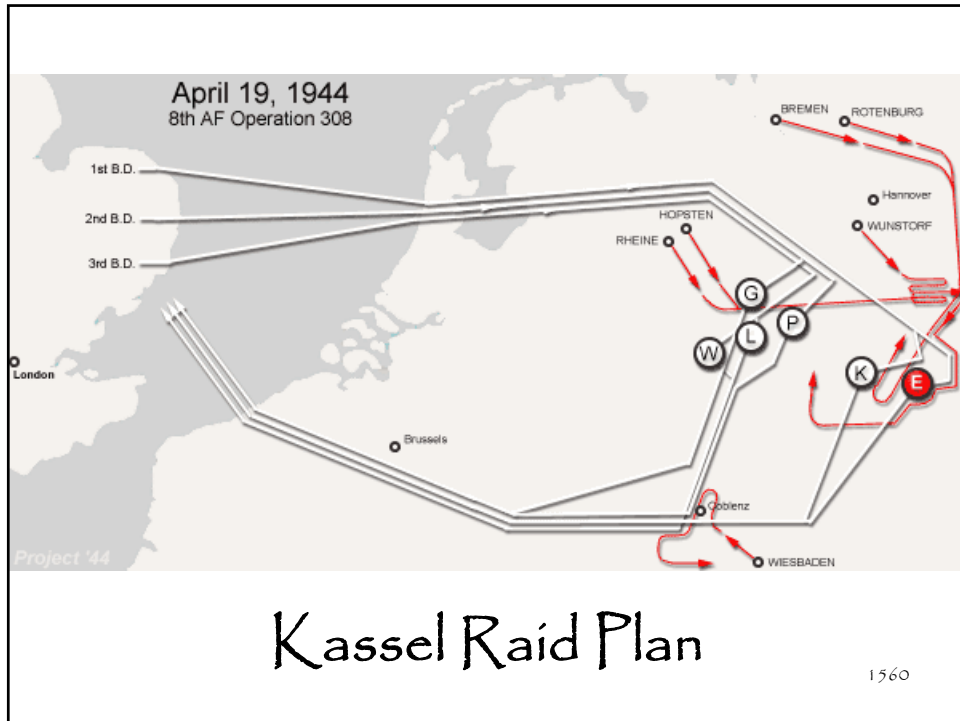 April 19, 1944
8th AF Operation 308
BREMEN
ROTENBURG
1st B.D.
Hannover
2nd B.D.
HOPSTEN
WUNSTORF
RHEINE
3rd B.D.
G
P
L
W
London
K
E
Brussels
Coblenz
Project '44
WIESBADEN
Kassel Raid Plan
1560